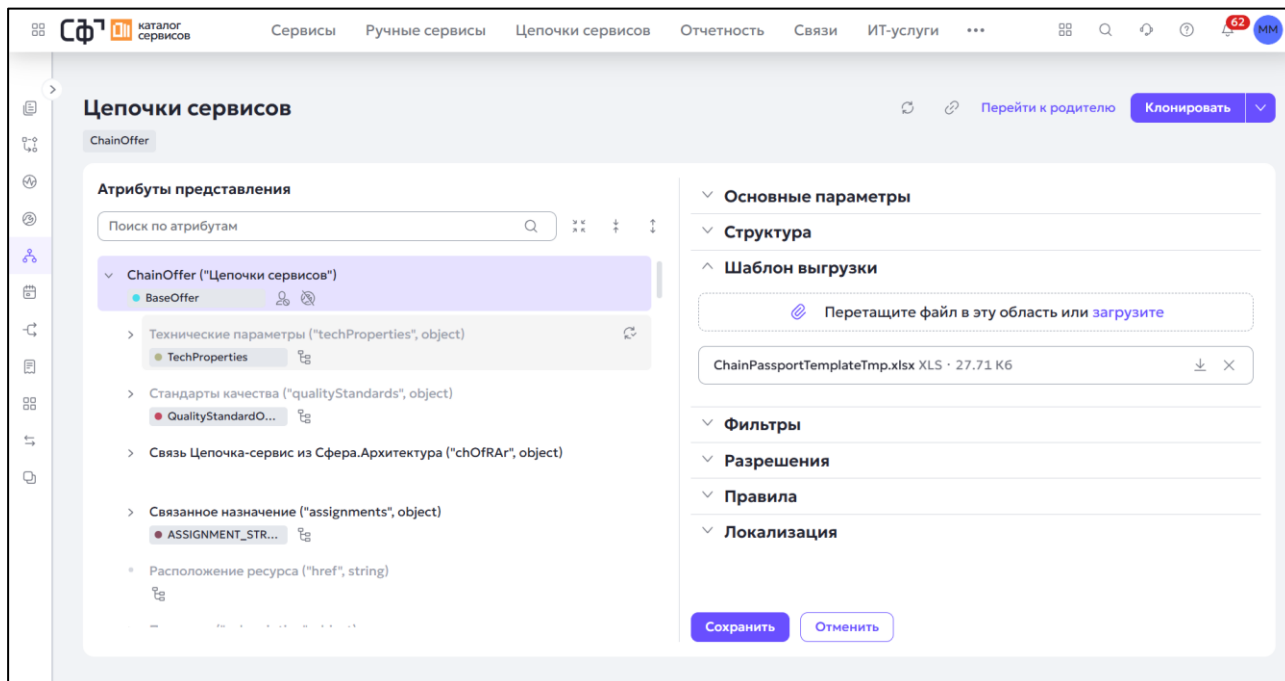 Сф каталог сервисов
Сервисы Ручные сервисы Цепочки сервисов Отчетность Связи ИТ-услуги ••• 62 ММ
Цепочки сервисов
Перейти к родителю Клонировать
ChainOffer
Атрибуты представления
Поиск по атрибутам
ChainOffer ("Цепочки сервисов")
BaseOffer
Технические параметры ("techProperties", object)
TechProperties
Стандарты качества ("qualityStandards", object)
QualityStandardO...
Связь Цепочка-сервис из Сфера.Архитектура ("chOfRAr", object)
Связанное назначение ("assignments", object)
ASSIGNMENT_STR...
Расположение ресурса ("href", string)
Основные параметры
Структура
Шаблон выгрузки
Перетащите файл в эту область или загрузите
ChainPassportTemplateTmp.xlsx XLS · 27.71 Кб
Фильтры
Разрешения
Правила
Локализация
Сохранить Отменить